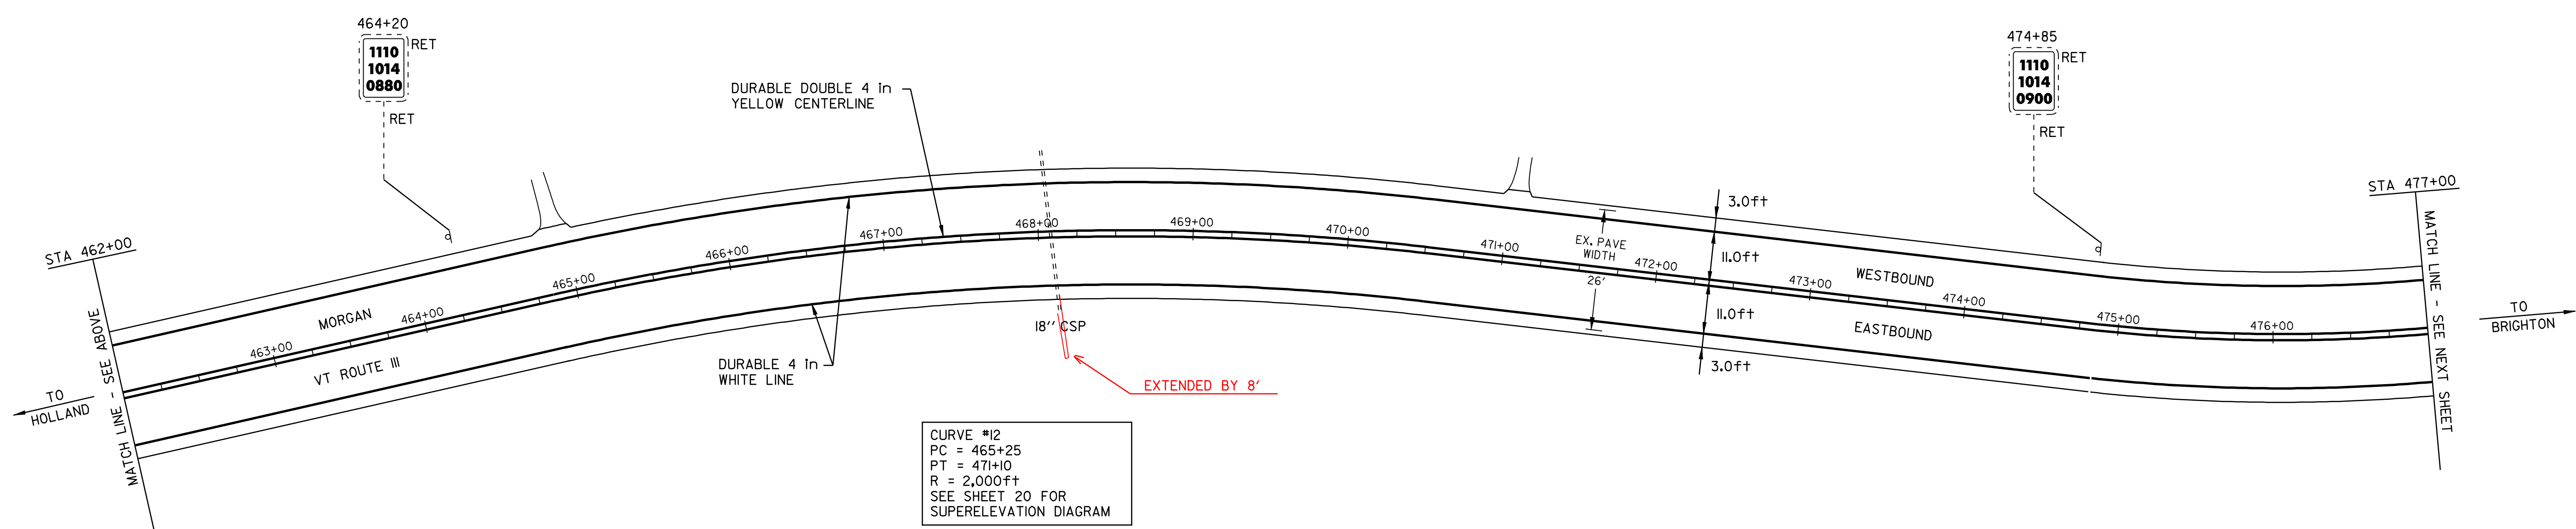 464+20
1110
1014
0880
RET
RET
DURABLE DOUBLE 4 in
YELLOW CENTERLINE
474+85
1110
1014
0900
RET
RET
STA 462+00
MATCH LINE - SEE ABOVE
TO
HOLLAND
MORGAN
VT ROUTE 111
463+00
464+00
465+00
466+00
467+00
468+00
469+00
470+00
471+00
472+00
473+00
474+00
475+00
476+00
18" CSP
EXTENDED BY 8'
DURABLE 4 in
WHITE LINE
EX. PAVE
WIDTH
26'
3.0ft
11.0ft
11.0ft
3.0ft
WESTBOUND
EASTBOUND
STA 477+00
MATCH LINE - SEE NEXT SHEET
TO
BRIGHTON
CURVE #12
PC = 465+25
PT = 471+10
R = 2,000ft
SEE SHEET 20 FOR
SUPERELEVATION DIAGRAM